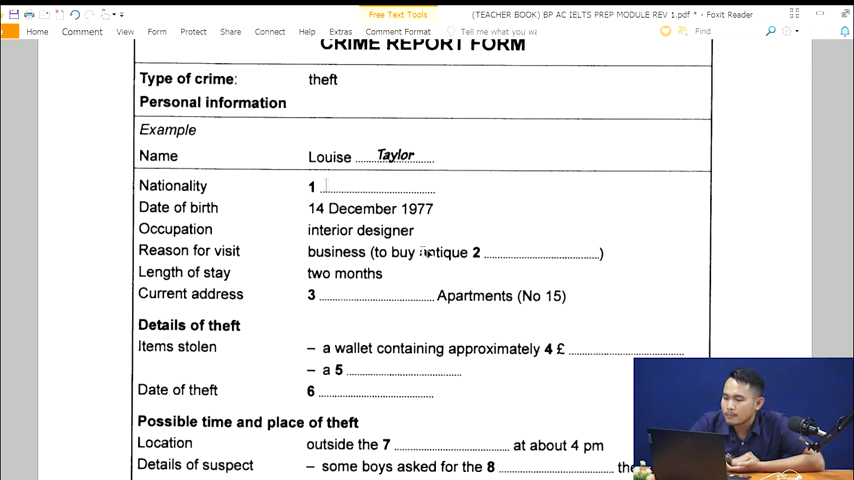 Free Text Tools
(TEACHER BOOK) BP AC IELTS PREP MODULE REV 1.pdf * - Foxit Reader
Home Comment View Form Protect Share Connect Help Extras Comment Format Tell me what you wa Find
CRIME REPORT FORM
Type of crime: theft
Personal information
Example
Name Louise Taylor
Nationality 1
Date of birth 14 December 1977
Occupation interior designer
Reason for visit business (to buy antique 2 )
Length of stay two months
Current address 3 Apartments (No 15)
Details of theft
Items stolen – a wallet containing approximately 4 £
– a 5
Date of theft 6
Possible time and place of theft
Location outside the 7 at about 4 pm
Details of suspect – some boys asked for the 8 the